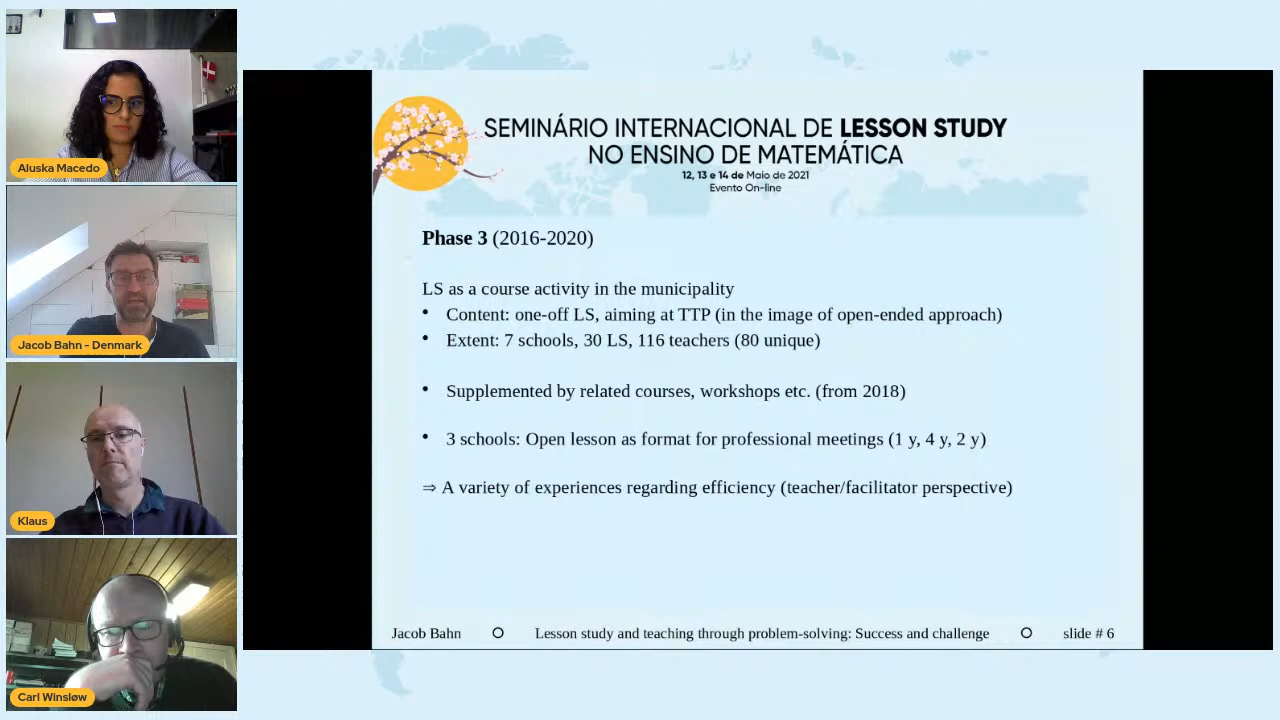 Aluska Macedo
Jacob Bahn - Denmark
Klaus
Carl Winsløw
SEMINÁRIO INTERNACIONAL DE LESSON STUDY
NO ENSINO DE MATEMÁTICA
12, 13 e 14 de Maio de 2021
Evento On-line
Phase 3 (2016-2020)
LS as a course activity in the municipality
• Content: one-off LS, aiming at TTP (in the image of open-ended approach)
• Extent: 7 schools, 30 LS, 116 teachers (80 unique)
• Supplemented by related courses, workshops etc. (from 2018)
• 3 schools: Open lesson as format for professional meetings (1 y, 4 y, 2 y)
⇒ A variety of experiences regarding efficiency (teacher/facilitator perspective)
Jacob Bahn O Lesson study and teaching through problem-solving: Success and challenge O slide # 6